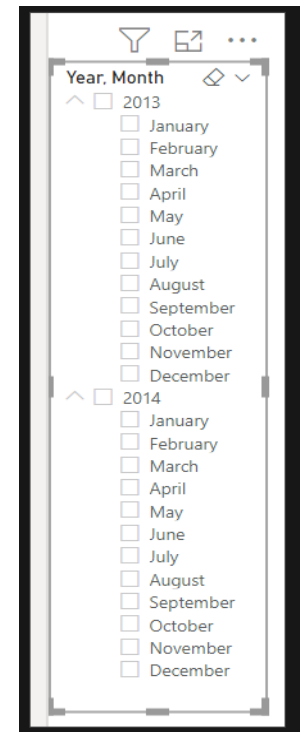 Year, Month
2013
January
February
March
April
May
June
July
August
September
October
November
December
2014
January
February
March
April
May
June
July
August
September
October
November
December